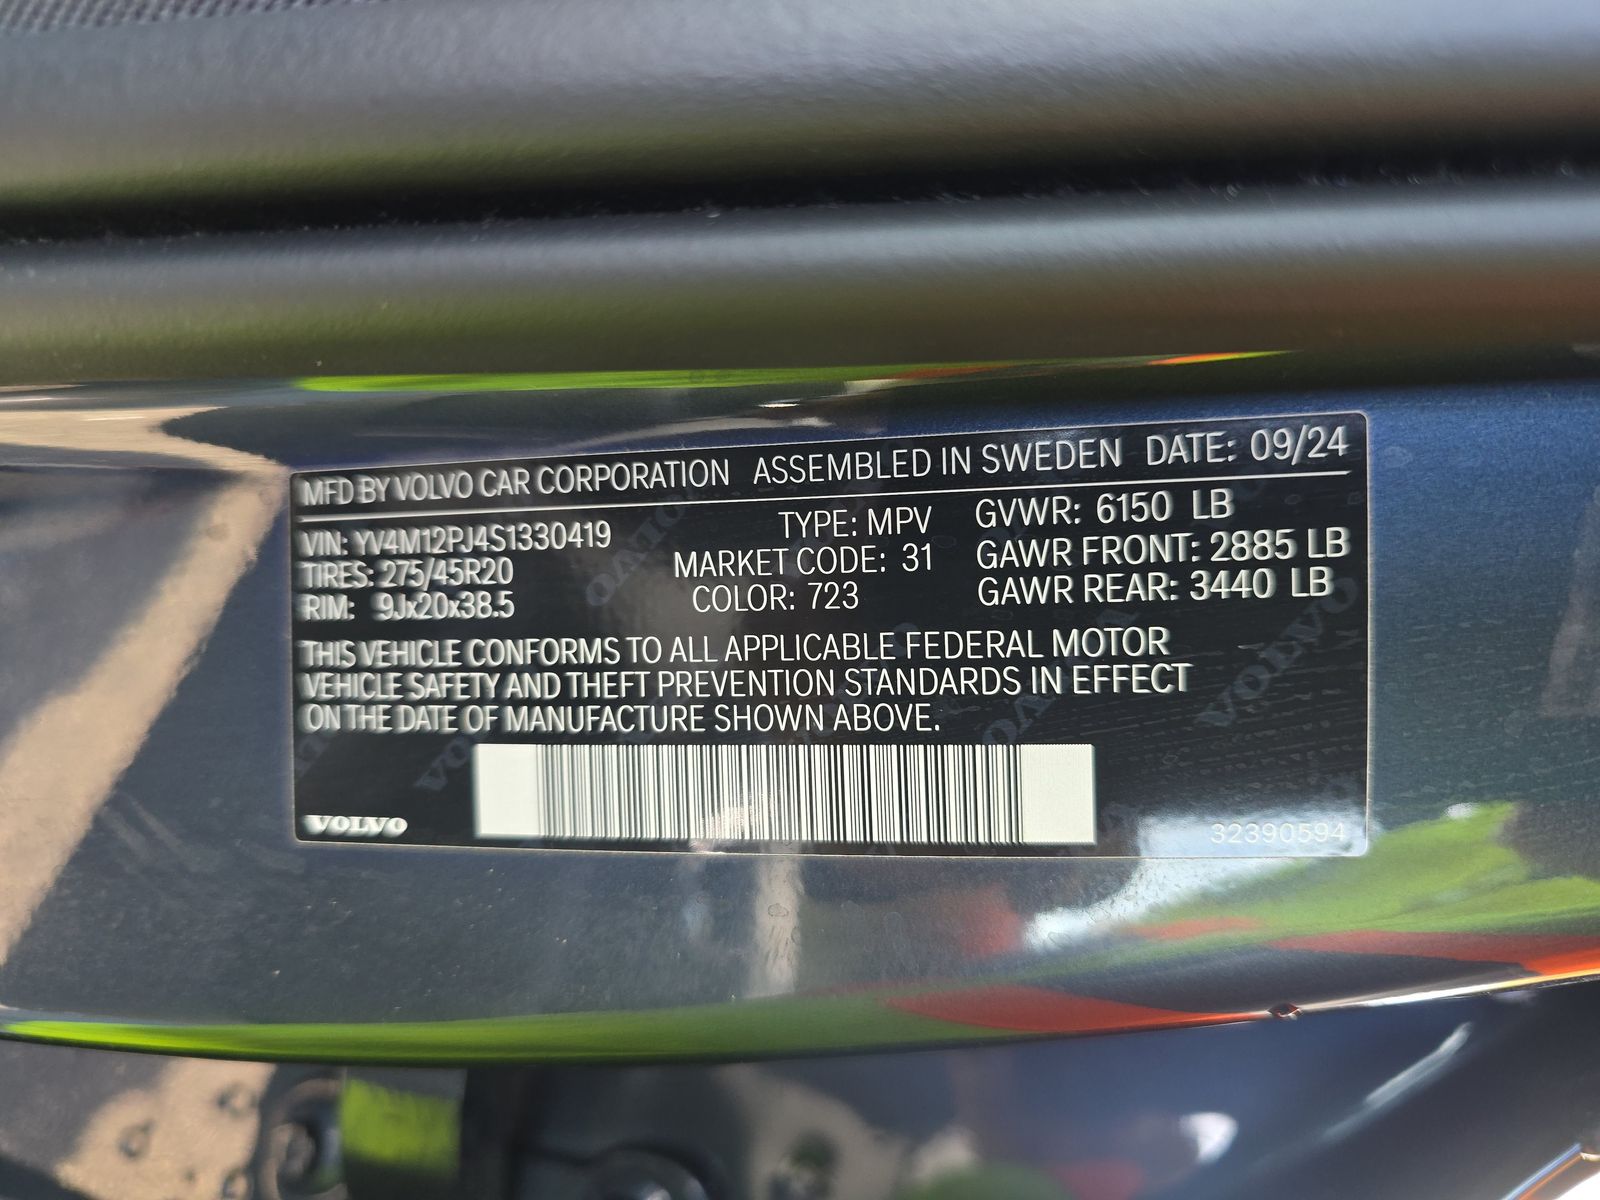 MFD BY VOLVO CAR CORPORATION ASSEMBLED IN SWEDEN DATE: 09/24
VIN: YV4M12PJ4S1330419 TYPE: MPV GVWR: 6150 LB
TIRES: 275/45R20 MARKET CODE: 31 GAWR FRONT: 2885 LB
RIM: 9Jx20x38.5 COLOR: 723 GAWR REAR: 3440 LB
THIS VEHICLE CONFORMS TO ALL APPLICABLE FEDERAL MOTOR
VEHICLE SAFETY AND THEFT PREVENTION STANDARDS IN EFFECT
ON THE DATE OF MANUFACTURE SHOWN ABOVE.
VOLVO 32390594